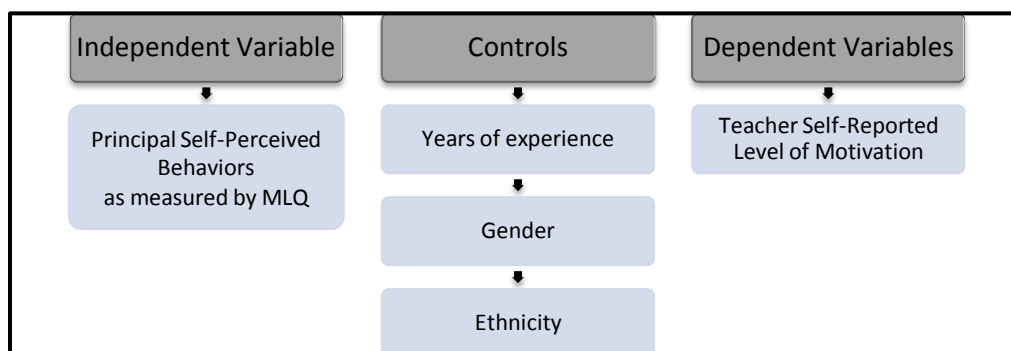 Independent Variable
Principal Self-Perceived
Behaviors
as measured by MLQ
Controls
Years of experience
Gender
Ethnicity
Dependent Variables
Teacher Self-Reported
Level of Motivation